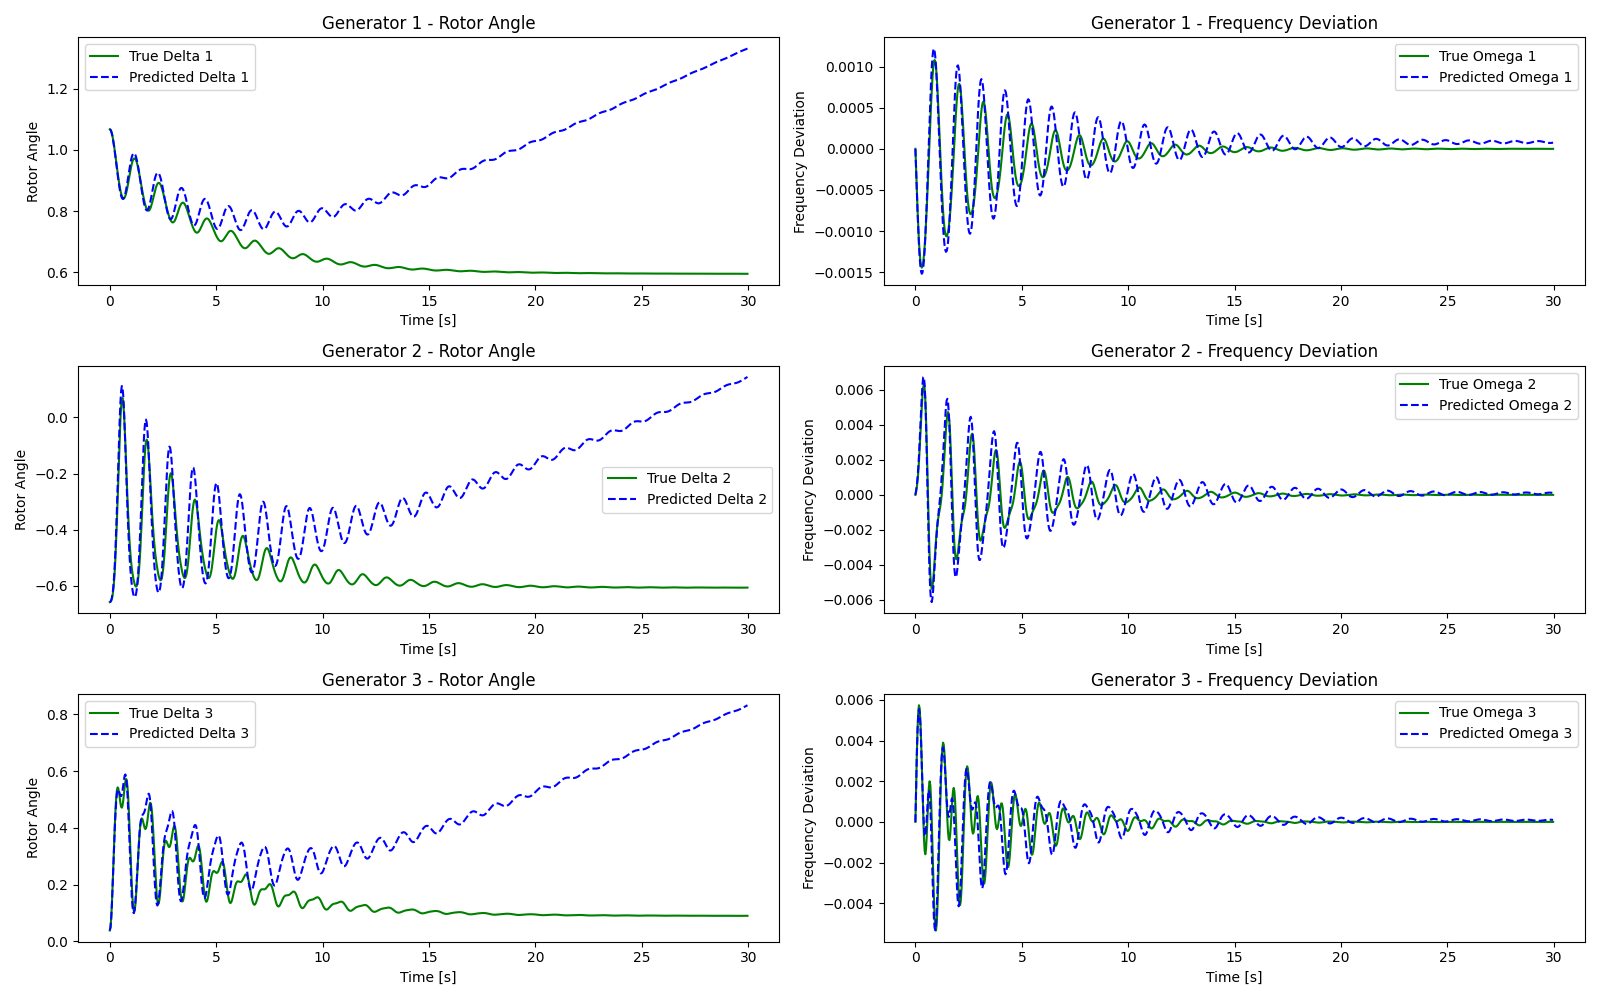 Generator 1 - Rotor Angle
True Delta 1
Predicted Delta 1
Rotor Angle
1.2
1.0
0.8
0.6
0 5 10 15 20 25 30
Time [s]
Generator 1 - Frequency Deviation
True Omega 1
Predicted Omega 1
Frequency Deviation
0.0010
0.0005
0.0000
−0.0005
−0.0010
−0.0015
0 5 10 15 20 25 30
Time [s]
Generator 2 - Rotor Angle
True Delta 2
Predicted Delta 2
Rotor Angle
0.0
−0.2
−0.4
−0.6
0 5 10 15 20 25 30
Time [s]
Generator 2 - Frequency Deviation
True Omega 2
Predicted Omega 2
Frequency Deviation
0.006
0.004
0.002
0.000
−0.002
−0.004
−0.006
0 5 10 15 20 25 30
Time [s]
Generator 3 - Rotor Angle
True Delta 3
Predicted Delta 3
Rotor Angle
0.8
0.6
0.4
0.2
0.0
0 5 10 15 20 25 30
Time [s]
Generator 3 - Frequency Deviation
True Omega 3
Predicted Omega 3
Frequency Deviation
0.006
0.004
0.002
0.000
−0.002
−0.004
0 5 10 15 20 25 30
Time [s]